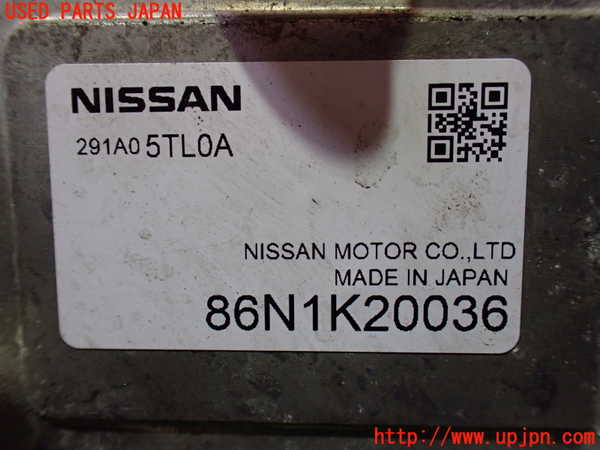 USED PARTS JAPAN
NISSAN
291A0 5TL0A
NISSAN MOTOR CO.,LTD
MADE IN JAPAN
86N1K20036
http://www.upjpn.com/